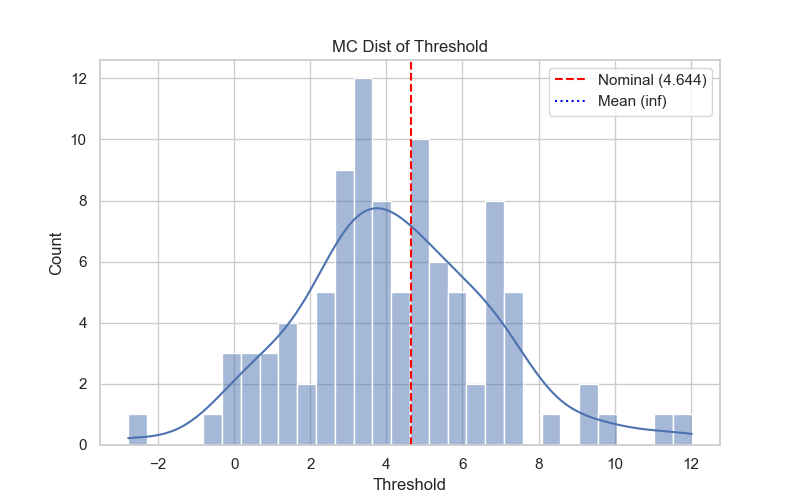 MC Dist of Threshold
Nominal (4.644)
Mean (inf)
12
10
8
6
4
2
0
Count
−2 0 2 4 6 8 10 12
Threshold